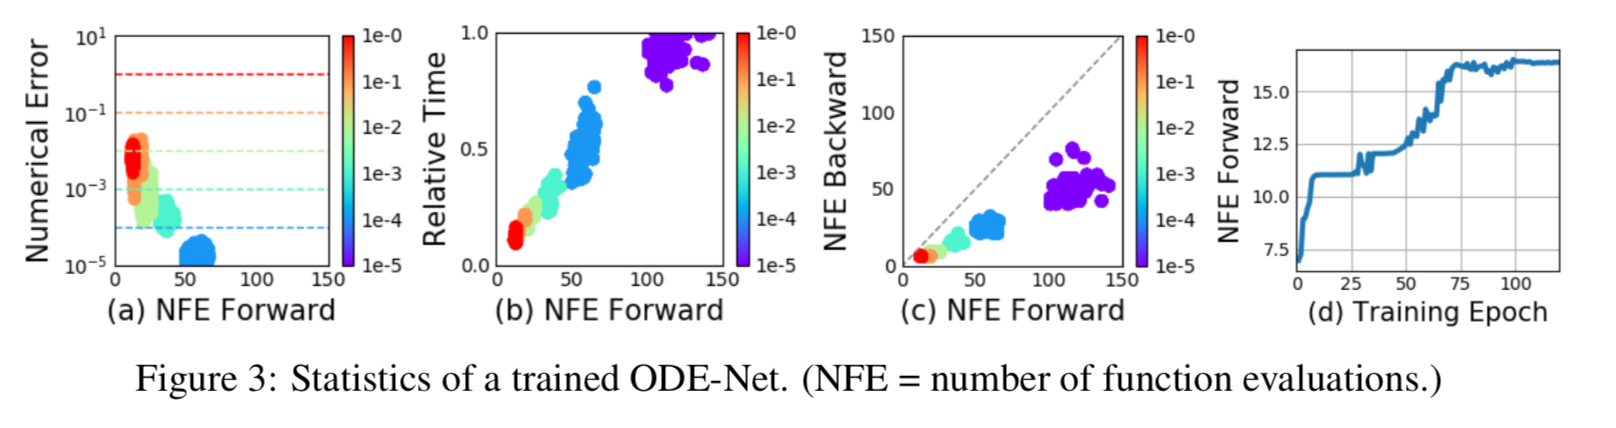 Numerical Error
10¹
10⁻¹
10⁻³
10⁻⁵
0 50 100 150
(a) NFE Forward
1e-0
1e-1
1e-2
1e-3
1e-4
1e-5
Relative Time
1.0
0.5
0.0
0 50 100 150
(b) NFE Forward
1e-0
1e-1
1e-2
1e-3
1e-4
1e-5
NFE Backward
150
100
50
0
0 50 100 150
(c) NFE Forward
1e-0
1e-1
1e-2
1e-3
1e-4
1e-5
NFE Forward
15.0
12.5
10.0
7.5
0 25 50 75 100
(d) Training Epoch
Figure 3: Statistics of a trained ODE-Net. (NFE = number of function evaluations.)